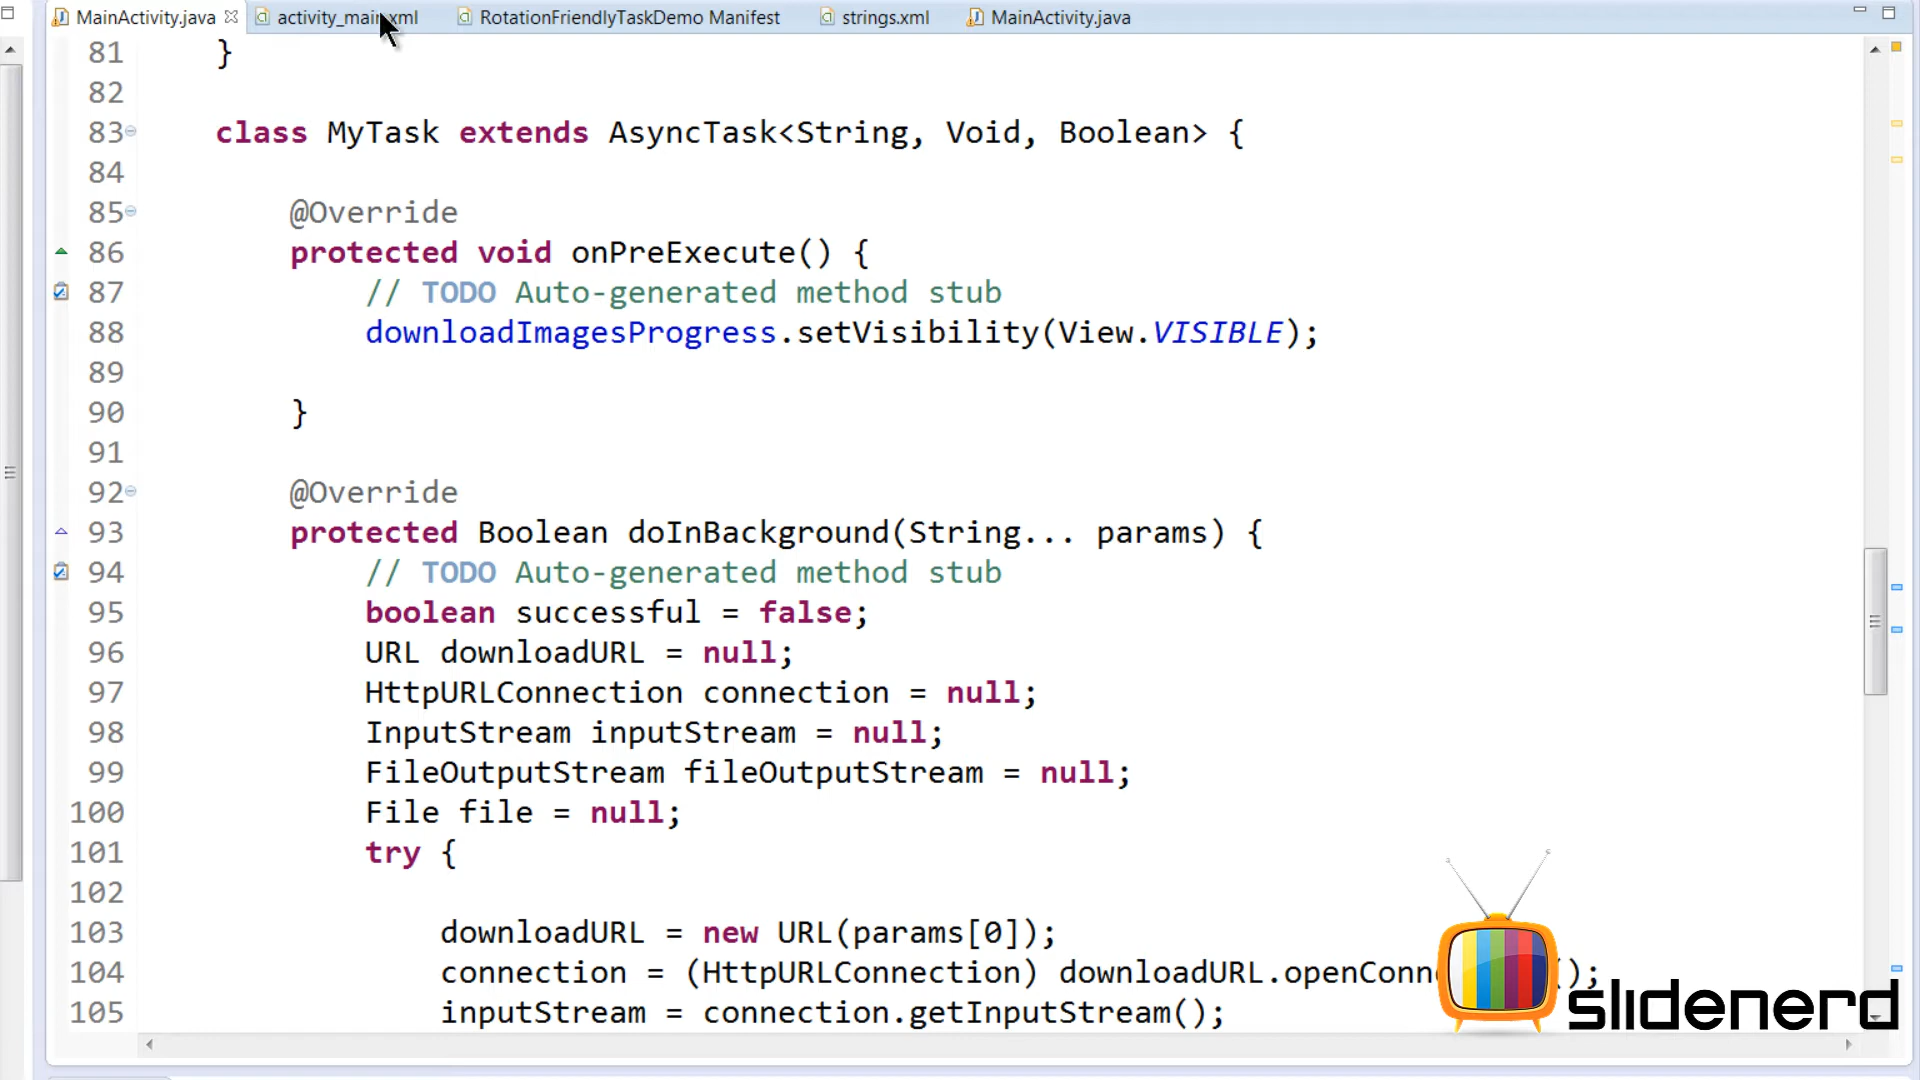 MainActivity.java activity_main.xml RotationFriendlyTaskDemo Manifest strings.xml MainActivity.java
81 }
82
83 class MyTask extends AsyncTask<String, Void, Boolean> {
84
85 @Override
86 protected void onPreExecute() {
87 // TODO Auto-generated method stub
88 downloadImagesProgress.setVisibility(View.VISIBLE);
89
90 }
91
92 @Override
93 protected Boolean doInBackground(String... params) {
94 // TODO Auto-generated method stub
95 boolean successful = false;
96 URL downloadURL = null;
97 HttpURLConnection connection = null;
98 InputStream inputStream = null;
99 FileOutputStream fileOutputStream = null;
100 File file = null;
101 try {
102
103 downloadURL = new URL(params[0]);
104 connection = (HttpURLConnection) downloadURL.openConn();
105 inputStream = connection.getInputStream();
slidenerd